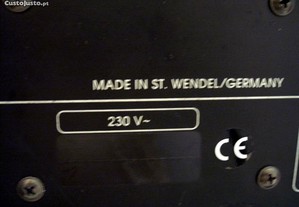 CustoJusto.pt
MADE IN ST. WENDEL/GERMANY
230 V~
CE